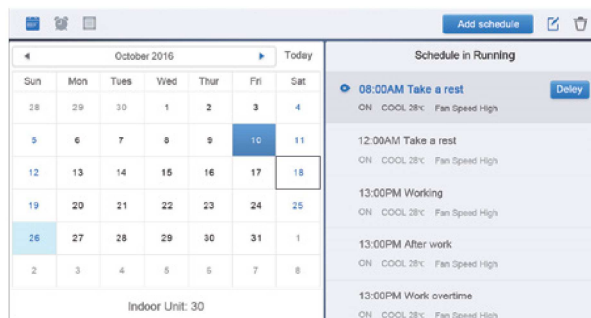 Add schedule
October 2016 Today
Sun Mon Tues Wed Thur Fri Sat
28 29 30 1 2 3 4
5 6 7 8 9 10 11
12 13 14 15 16 17 18
19 20 21 22 23 24 25
26 27 28 29 30 31 1
2 3 4 5 6 7 8
Indoor Unit: 30
Schedule in Running
08:00AM Take a rest Deley
ON COOL 28℃ Fan Speed High
12:00AM Take a rest
ON COOL 28℃ Fan Speed High
13:00PM Working
ON COOL 28℃ Fan Speed High
13:00PM After work
ON COOL 28℃ Fan Speed High
13:00PM Work overtime
ON COOL 28℃ Fan Speed High